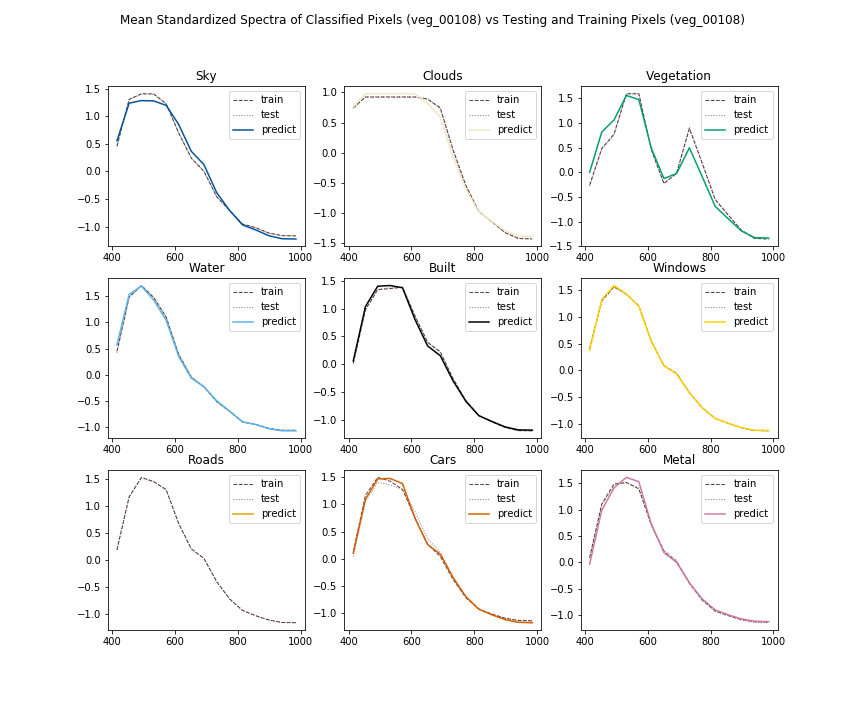 Mean Standardized Spectra of Classified Pixels (veg_00108) vs Testing and Training Pixels (veg_00108)
Sky
1.5
1.0
0.5
0.0
−0.5
−1.0
train
test
predict
400
600
800
1000
Clouds
1.0
0.5
0.0
−0.5
−1.0
−1.5
train
test
predict
400
600
800
1000
Vegetation
1.5
1.0
0.5
0.0
−0.5
−1.0
−1.5
train
test
predict
400
600
800
1000
Water
1.5
1.0
0.5
0.0
−0.5
−1.0
train
test
predict
400
600
800
1000
Built
1.5
1.0
0.5
0.0
−0.5
−1.0
train
test
predict
400
600
800
1000
Windows
1.5
1.0
0.5
0.0
−0.5
−1.0
train
test
predict
400
600
800
1000
Roads
1.5
1.0
0.5
0.0
−0.5
−1.0
train
test
predict
400
600
800
1000
Cars
1.5
1.0
0.5
0.0
−0.5
−1.0
train
test
predict
400
600
800
1000
Metal
1.5
1.0
0.5
0.0
−0.5
−1.0
train
test
predict
400
600
800
1000